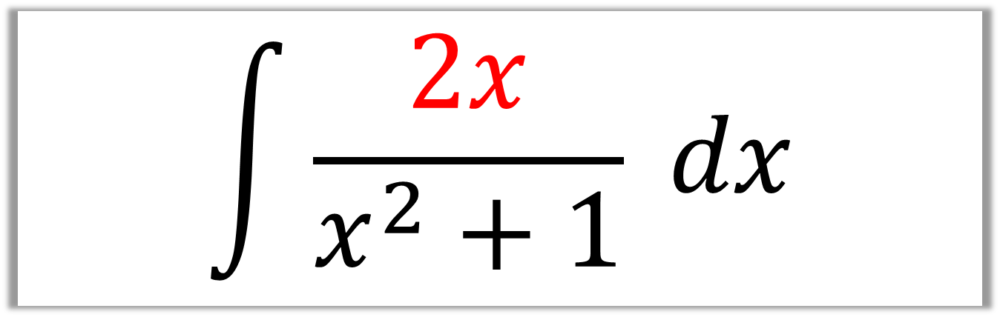 ∫ 2x / (x² + 1) dx